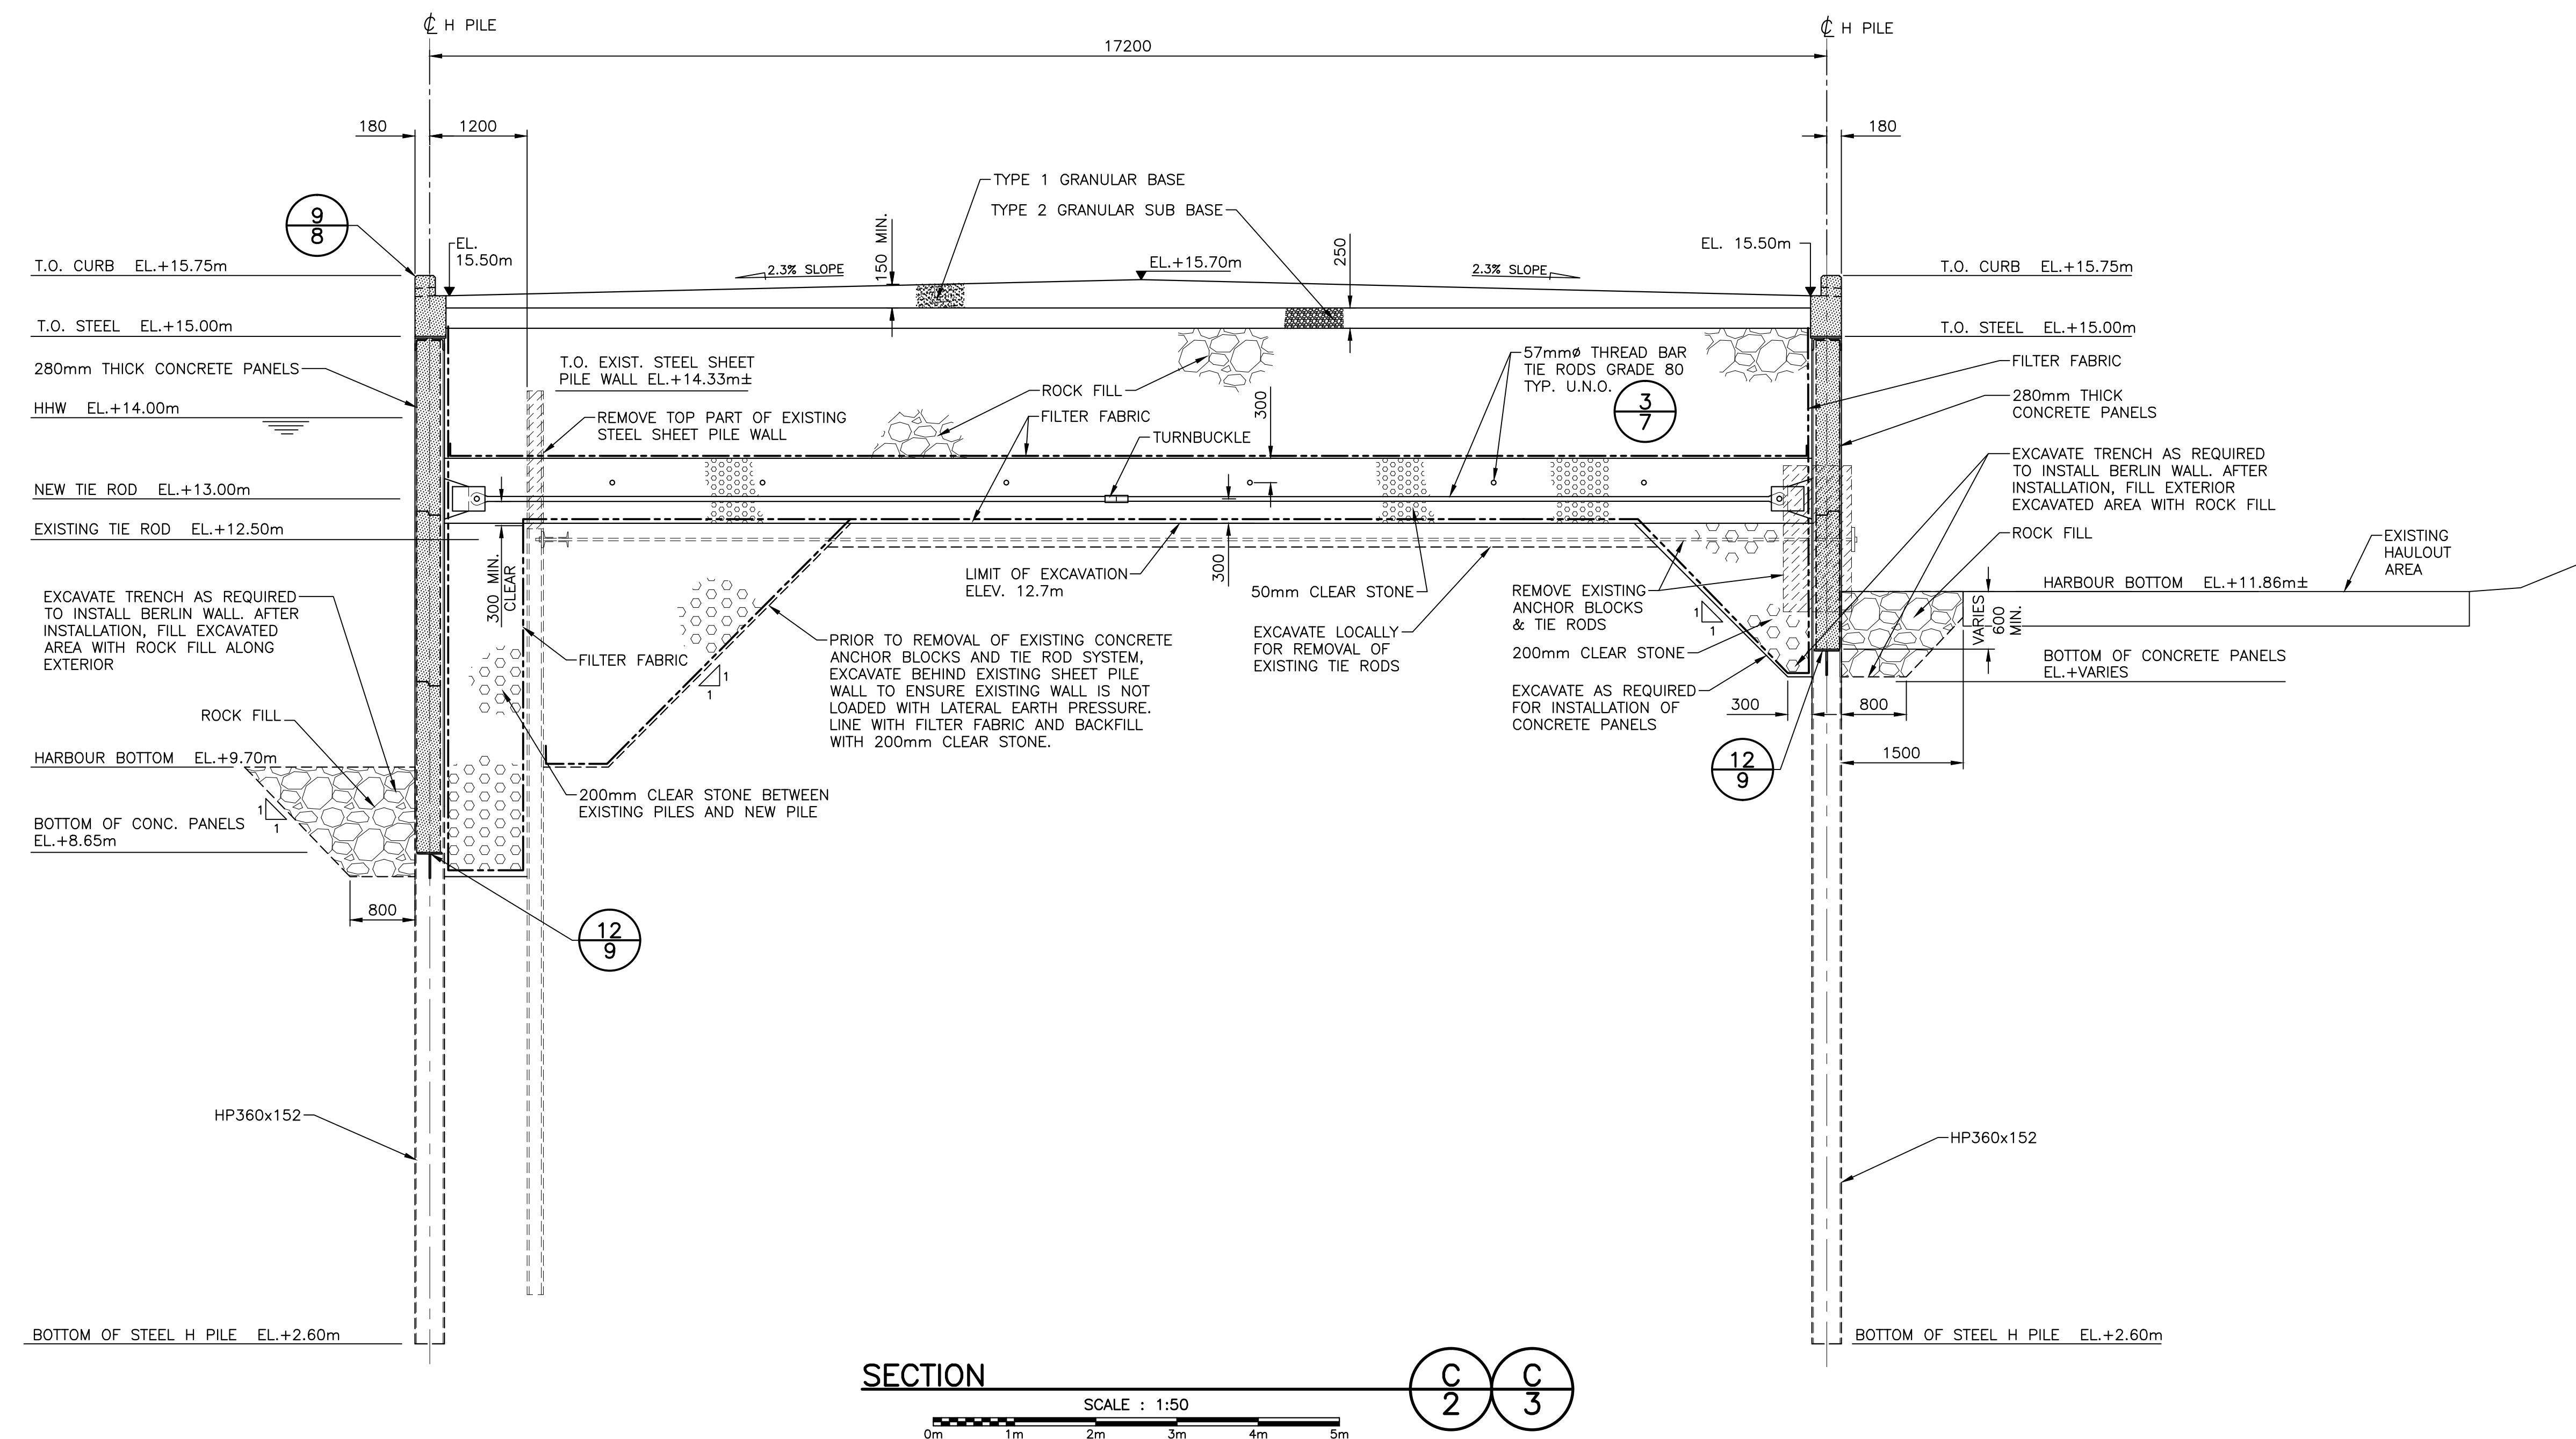 ℄ H PILE
℄ H PILE
17200
180
1200
180
TYPE 1 GRANULAR BASE
TYPE 2 GRANULAR SUB BASE
9
8
150 MIN.
250
EL.
15.50m
EL. 15.50m
T.O. CURB EL.+15.75m
2.3% SLOPE
EL.+15.70m
2.3% SLOPE
T.O. CURB EL.+15.75m
T.O. STEEL EL.+15.00m
T.O. STEEL EL.+15.00m
280mm THICK CONCRETE PANELS
T.O. EXIST. STEEL SHEET
PILE WALL EL.+14.33m±
57mmø THREAD BAR
TIE RODS GRADE 80
TYP. U.N.O.
3
7
FILTER FABRIC
280mm THICK
CONCRETE PANELS
HHW EL.+14.00m
REMOVE TOP PART OF EXISTING
STEEL SHEET PILE WALL
ROCK FILL
FILTER FABRIC
TURNBUCKLE
300
EXCAVATE TRENCH AS REQUIRED
TO INSTALL BERLIN WALL. AFTER
INSTALLATION, FILL EXTERIOR
EXCAVATED AREA WITH ROCK FILL
NEW TIE ROD EL.+13.00m
EXISTING TIE ROD EL.+12.50m
ROCK FILL
EXISTING
HAULOUT
AREA
300 MIN.
CLEAR
LIMIT OF EXCAVATION
ELEV. 12.7m
300
50mm CLEAR STONE
REMOVE EXISTING
ANCHOR BLOCKS
& TIE RODS
1
1
HARBOUR BOTTOM EL.+11.86m±
VARIES
600
MIN.
EXCAVATE TRENCH AS REQUIRED
TO INSTALL BERLIN WALL. AFTER
INSTALLATION, FILL EXCAVATED
AREA WITH ROCK FILL ALONG
EXTERIOR
FILTER FABRIC
1
1
PRIOR TO REMOVAL OF EXISTING CONCRETE
ANCHOR BLOCKS AND TIE ROD SYSTEM,
EXCAVATE BEHIND EXISTING SHEET PILE
WALL TO ENSURE EXISTING WALL IS NOT
LOADED WITH LATERAL EARTH PRESSURE.
LINE WITH FILTER FABRIC AND BACKFILL
WITH 200mm CLEAR STONE.
EXCAVATE LOCALLY
FOR REMOVAL OF
EXISTING TIE RODS
200mm CLEAR STONE
EXCAVATE AS REQUIRED
FOR INSTALLATION OF
CONCRETE PANELS
BOTTOM OF CONCRETE PANELS
EL.+VARIES
300
800
1500
12
9
ROCK FILL
HARBOUR BOTTOM EL.+9.70m
1
1
BOTTOM OF CONC. PANELS
EL.+8.65m
200mm CLEAR STONE BETWEEN
EXISTING PILES AND NEW PILE
800
12
9
HP360x152
HP360x152
BOTTOM OF STEEL H PILE EL.+2.60m
BOTTOM OF STEEL H PILE EL.+2.60m
SECTION
C
2
C
3
SCALE : 1:50
0m 1m 2m 3m 4m 5m